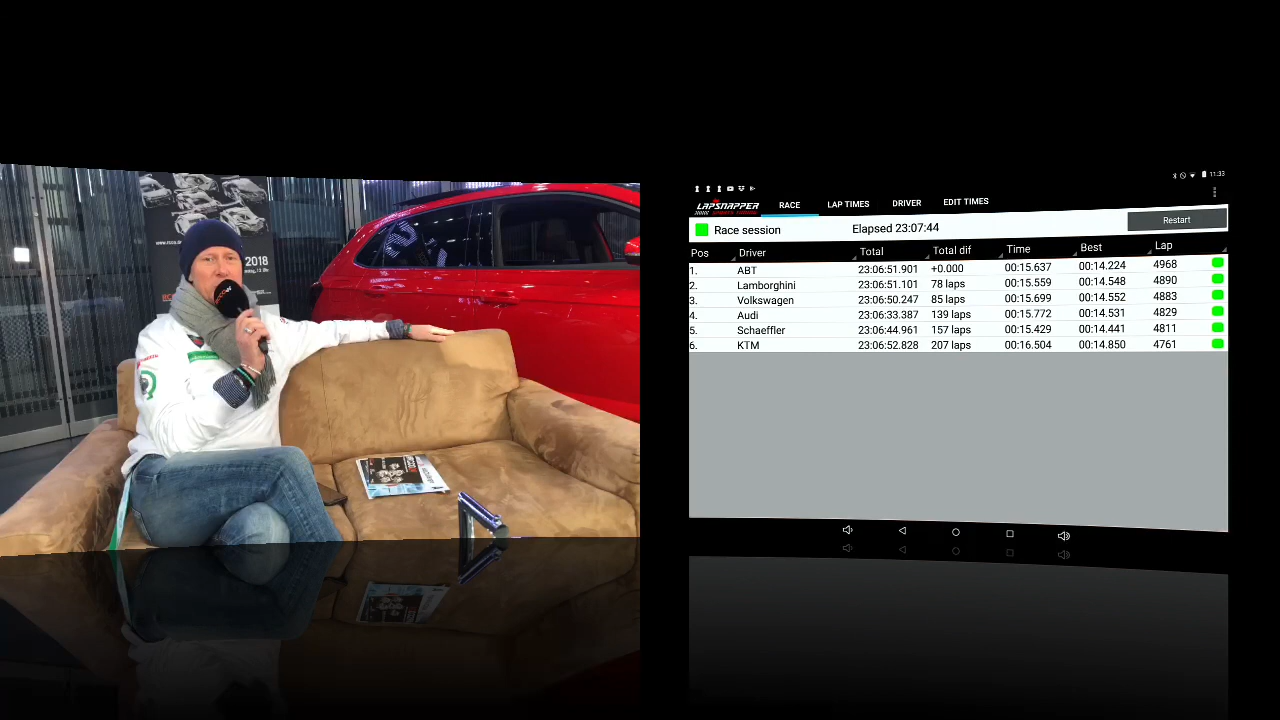 2018
11:33
LAPSNAPPER
RACE
LAP TIMES
DRIVER
EDIT TIMES
Race session
Elapsed 23:07:44
Restart
Pos Driver Total Total dif Time Best Lap
1. ABT 23:06:51.901 +0.000 00:15.637 00:14.224 4968
2. Lamborghini 23:06:51.101 78 laps 00:15.559 00:14.548 4890
3. Volkswagen 23:06:50.247 85 laps 00:15.699 00:14.552 4883
4. Audi 23:06:33.387 139 laps 00:15.772 00:14.531 4829
5. Schaeffler 23:06:44.961 157 laps 00:15.429 00:14.441 4811
6. KTM 23:06:52.828 207 laps 00:16.504 00:14.850 4761